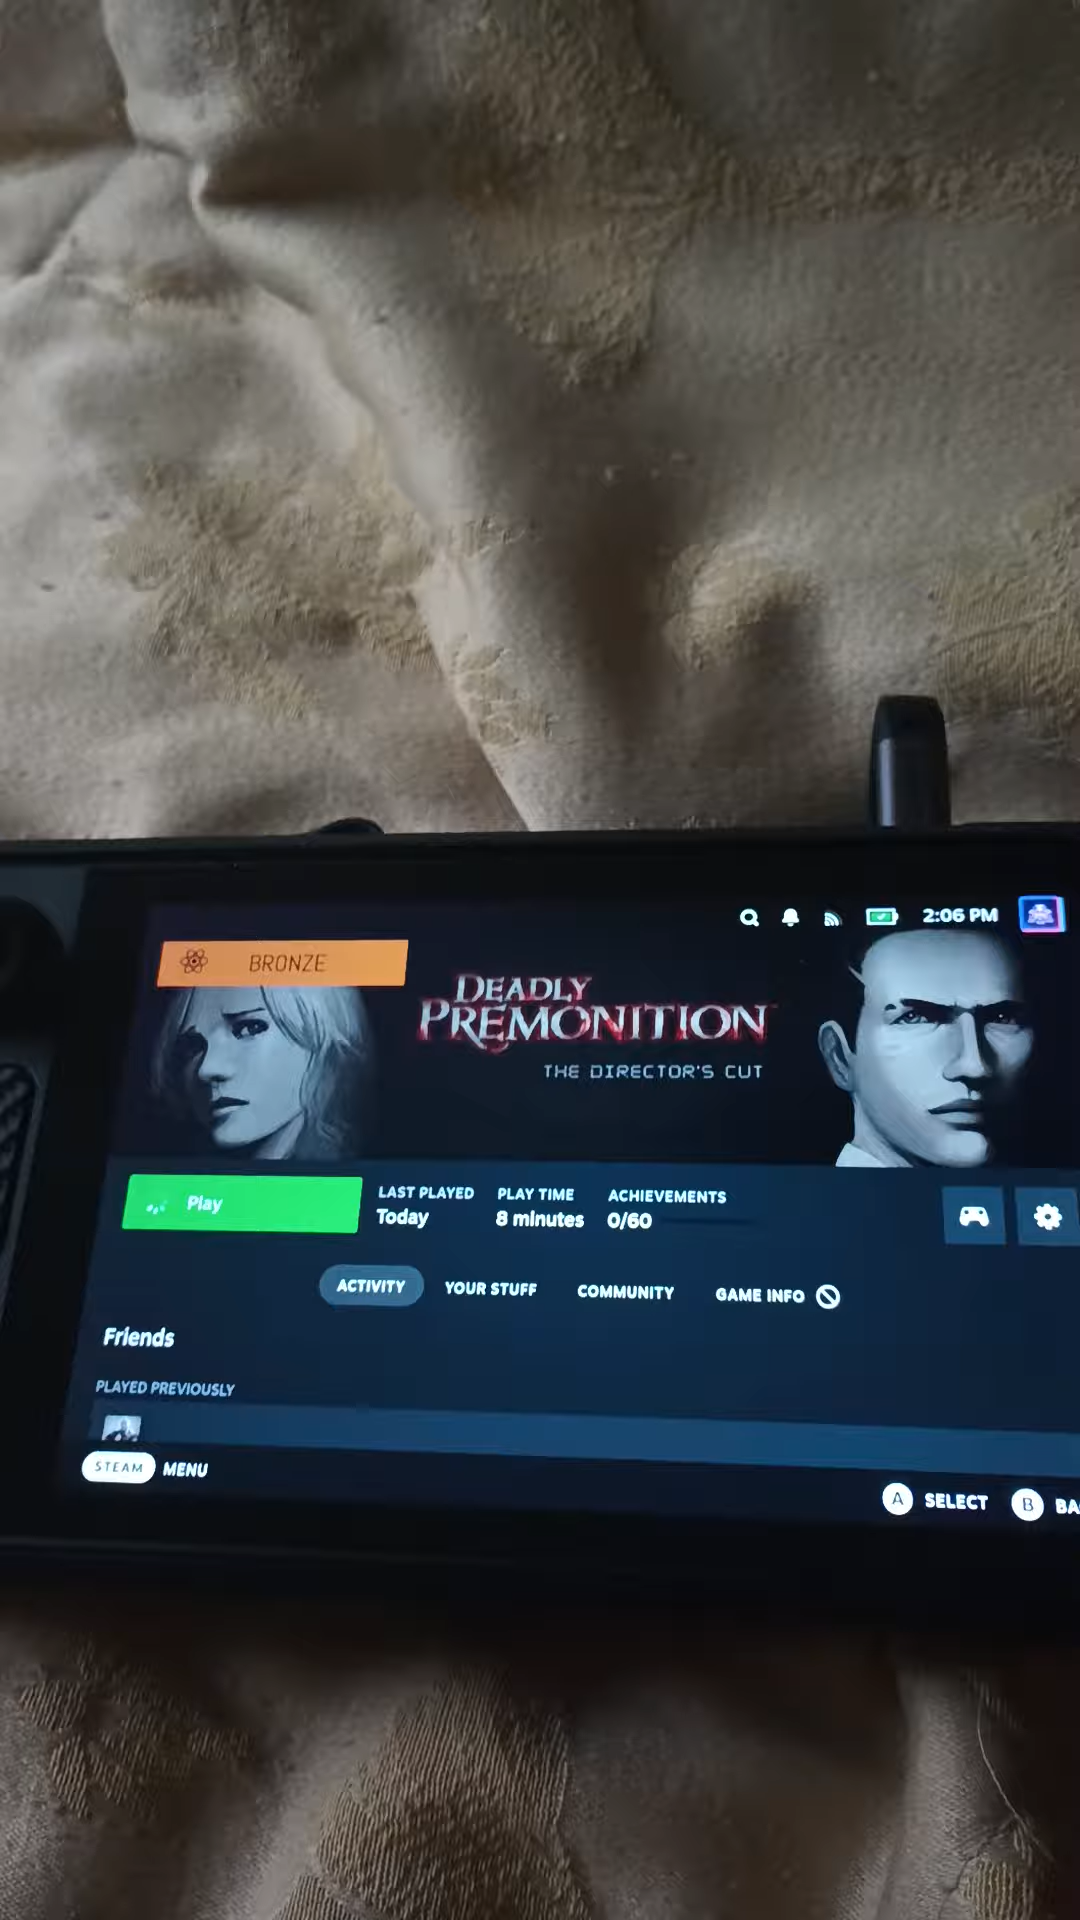 2:06 PM
BRONZE
DEADLY
PREMONITION
THE DIRECTOR'S CUT
Play
LAST PLAYED
Today
PLAY TIME
8 minutes
ACHIEVEMENTS
0/60
ACTIVITY
YOUR STUFF
COMMUNITY
GAME INFO
Friends
PLAYED PREVIOUSLY
STEAM MENU
A SELECT
B BA